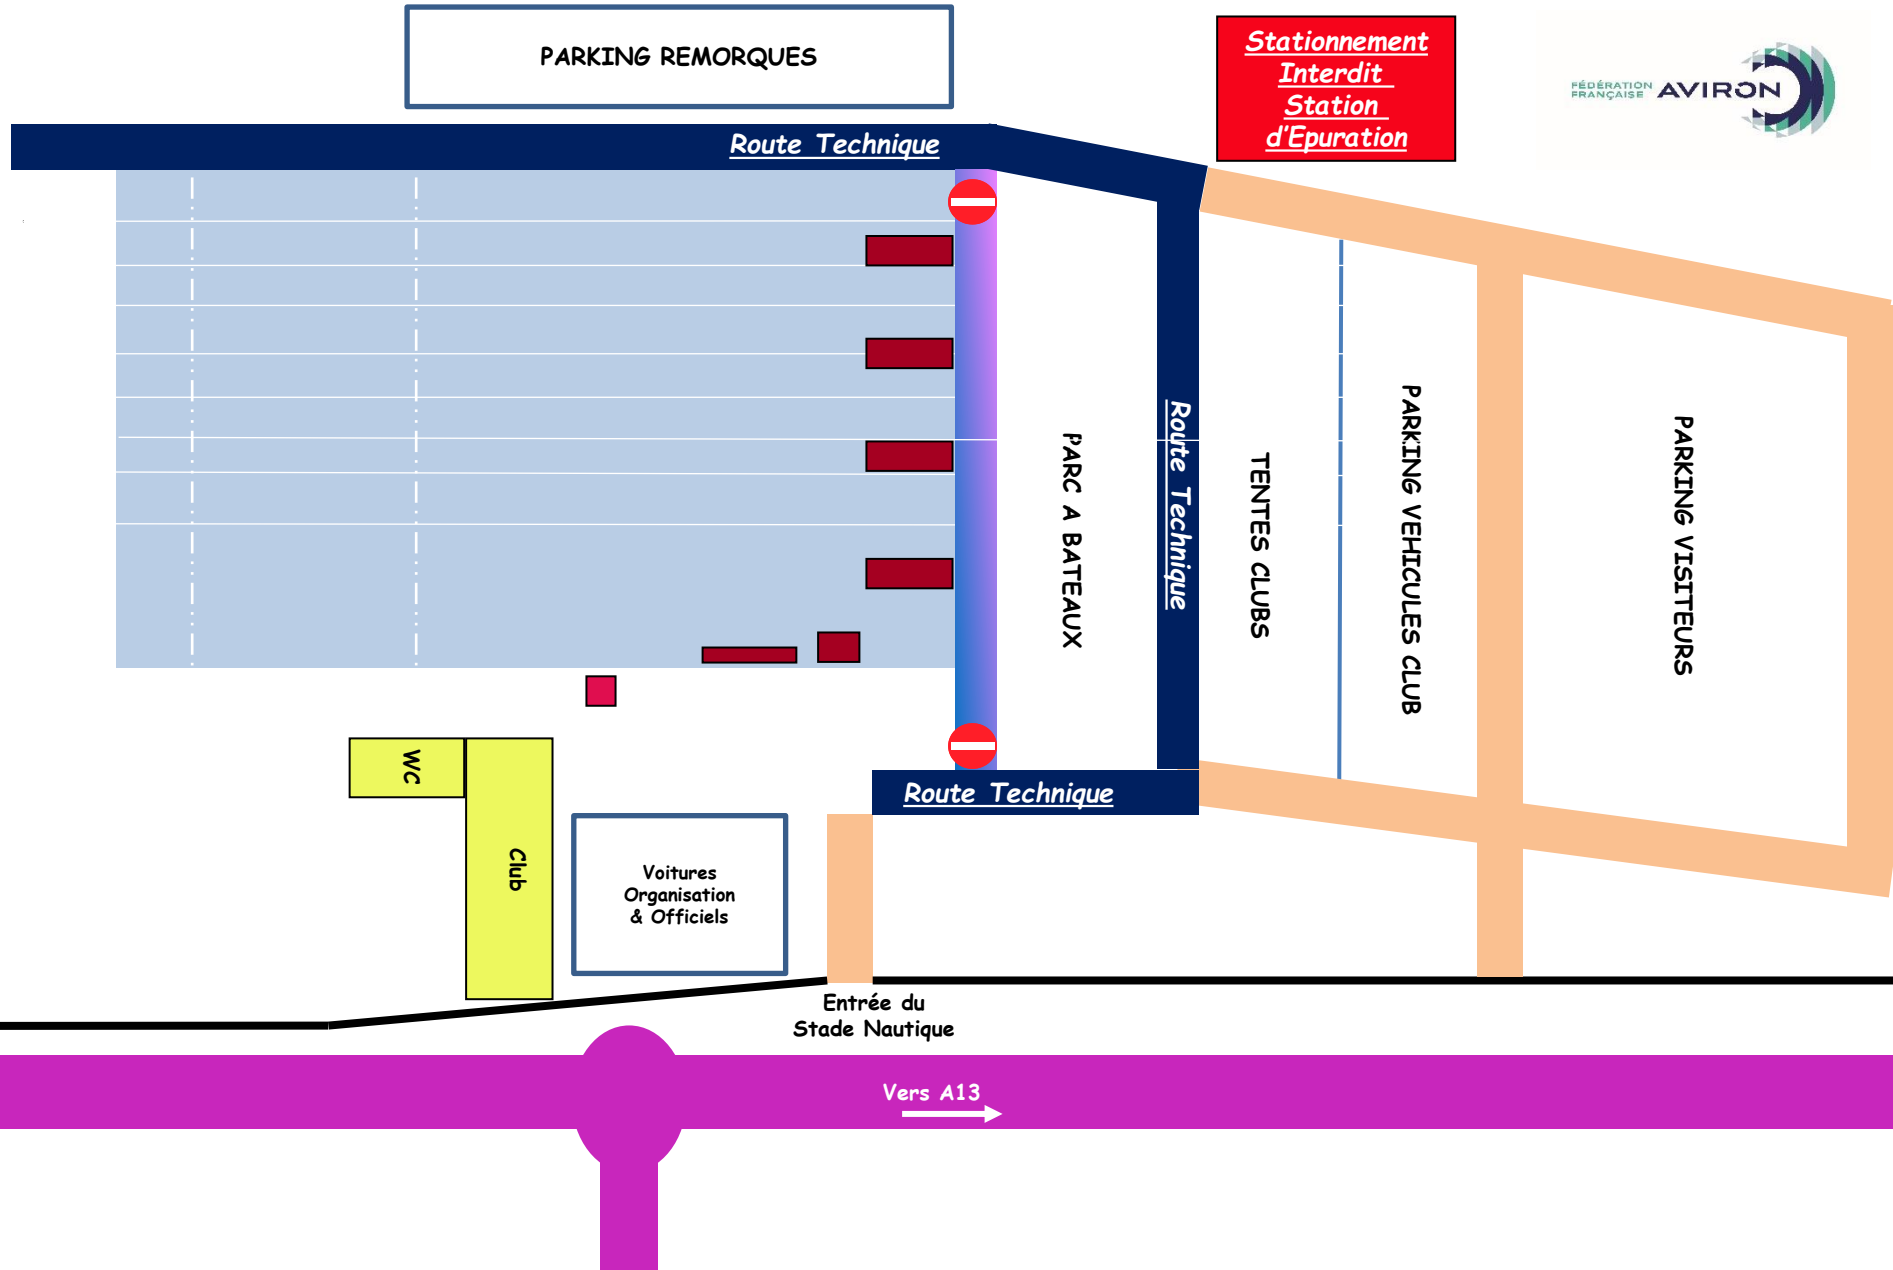 PARKING REMORQUES
Stationnement
Interdit
Station
d'Epuration
FÉDÉRATION
FRANÇAISE
AVIRON
Route Technique
PARC A BATEAUX
Route Technique
TENTES CLUBS
PARKING VEHICULES CLUB
PARKING VISITEURS
WC
Club
Route Technique
Voitures
Organisation
& Officiels
Entrée du
Stade Nautique
Vers A13